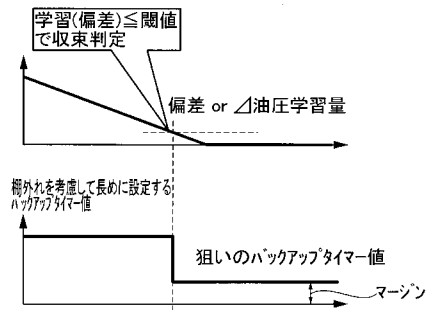 学習(偏差)≦閾値
で収束判定
偏差 or ⊿油圧学習量
棚外れを考慮して長めに設定する
バックアップタイマー値
狙いのバックアップタイマー値
マージン